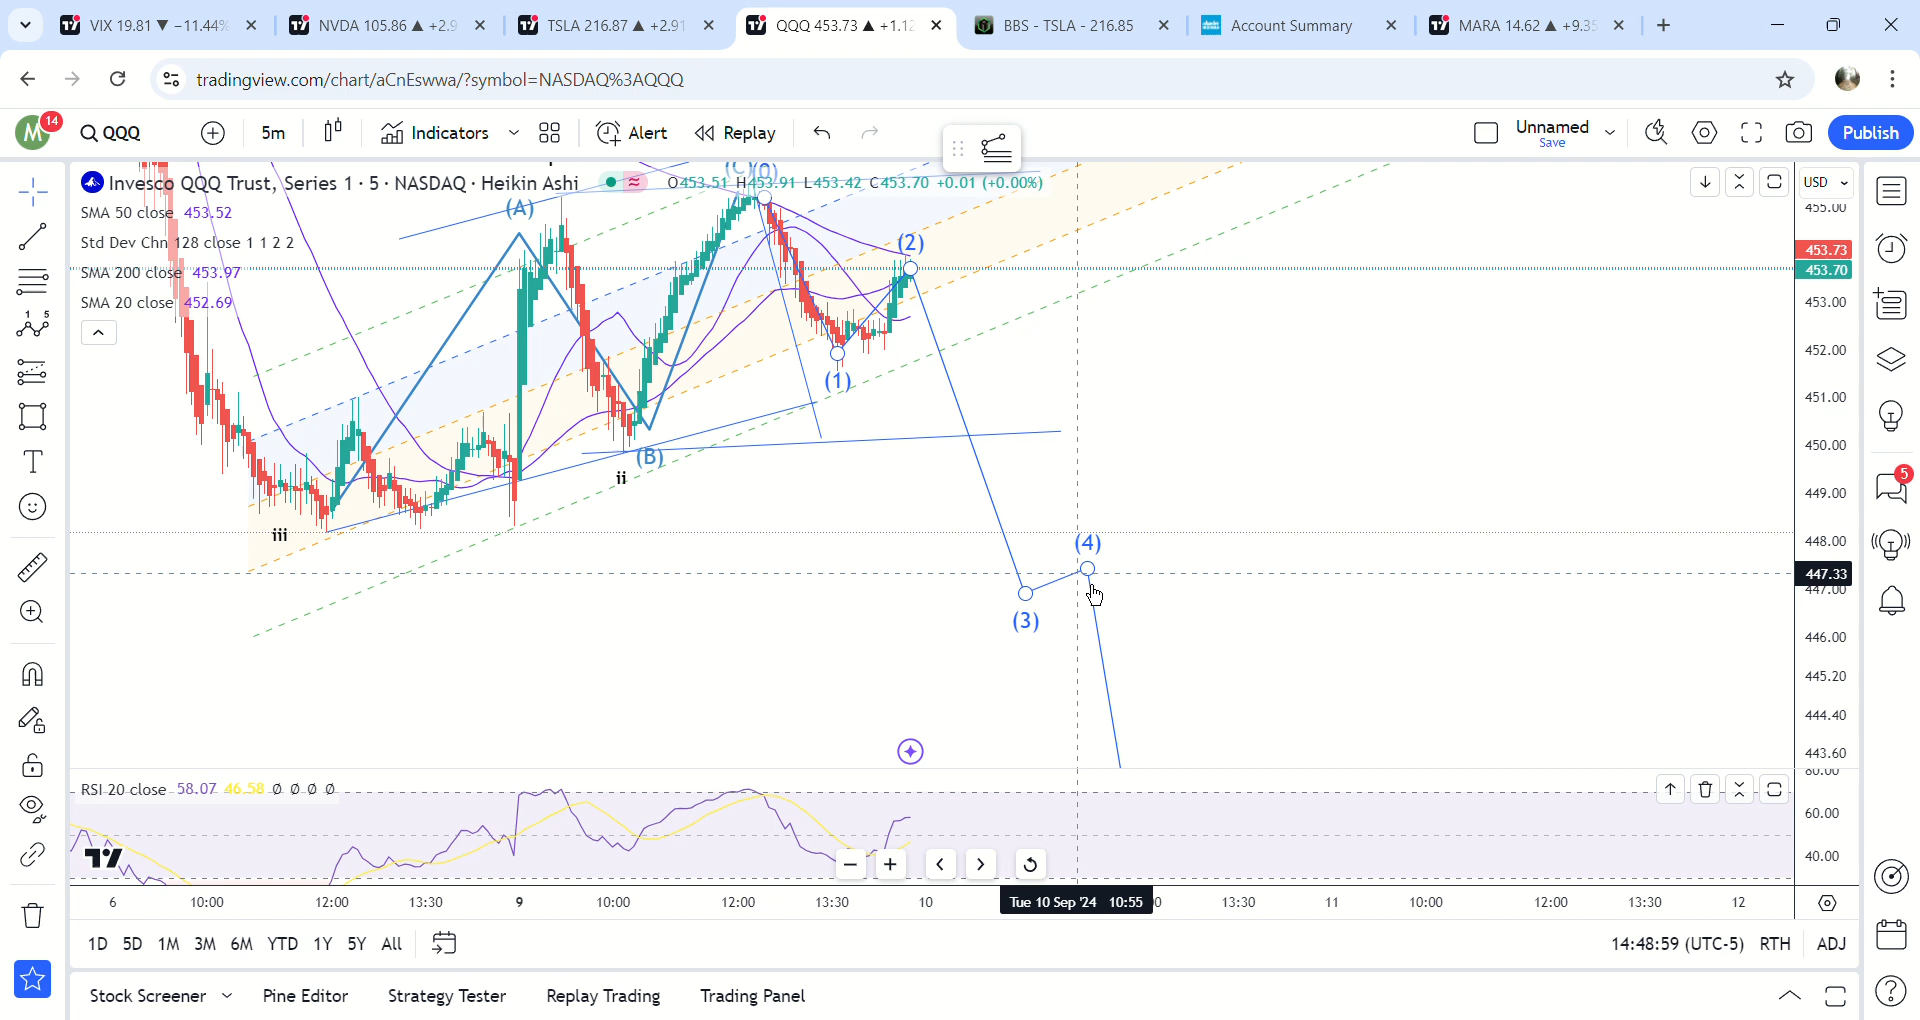 VIX 19.81 ▼ −11.44% NVDA 105.86 ▲ +2.9 TSLA 216.87 ▲ +2.91 QQQ 453.73 ▲ +1.12 BBS - TSLA - 216.85 Account Summary MARA 14.62 ▲ +9.35
tradingview.com/chart/aCnEswwa/?symbol=NASDAQ%3AQQQ
M 14 QQQ 5m Indicators Alert Replay Unnamed Save Publish
Invesco QQQ Trust, Series 1 · 5 · NASDAQ · Heikin Ashi O453.51 H453.91 L453.42 C453.70 +0.01 (+0.00%) USD
SMA 50 close 453.52
Std Dev Chn 128 close 1 1 2 2
SMA 200 close 453.97
SMA 20 close 452.69
(A)
(C)
(0)
(2)
(1)
(B)
ii
iii
(4)
(3)
455.00
453.73
453.70
453.00
452.00
451.00
450.00
449.00
448.00
447.33
447.00
446.00
445.20
444.40
443.60
RSI 20 close 58.07 46.58 Ø Ø Ø Ø
80.00
60.00
40.00
6 10:00 12:00 13:30 9 10:00 12:00 13:30 10 Tue 10 Sep '24 10:55 13:30 11 10:00 12:00 13:30 12
1D 5D 1M 3M 6M YTD 1Y 5Y All 14:48:59 (UTC-5) RTH ADJ
Stock Screener Pine Editor Strategy Tester Replay Trading Trading Panel
5